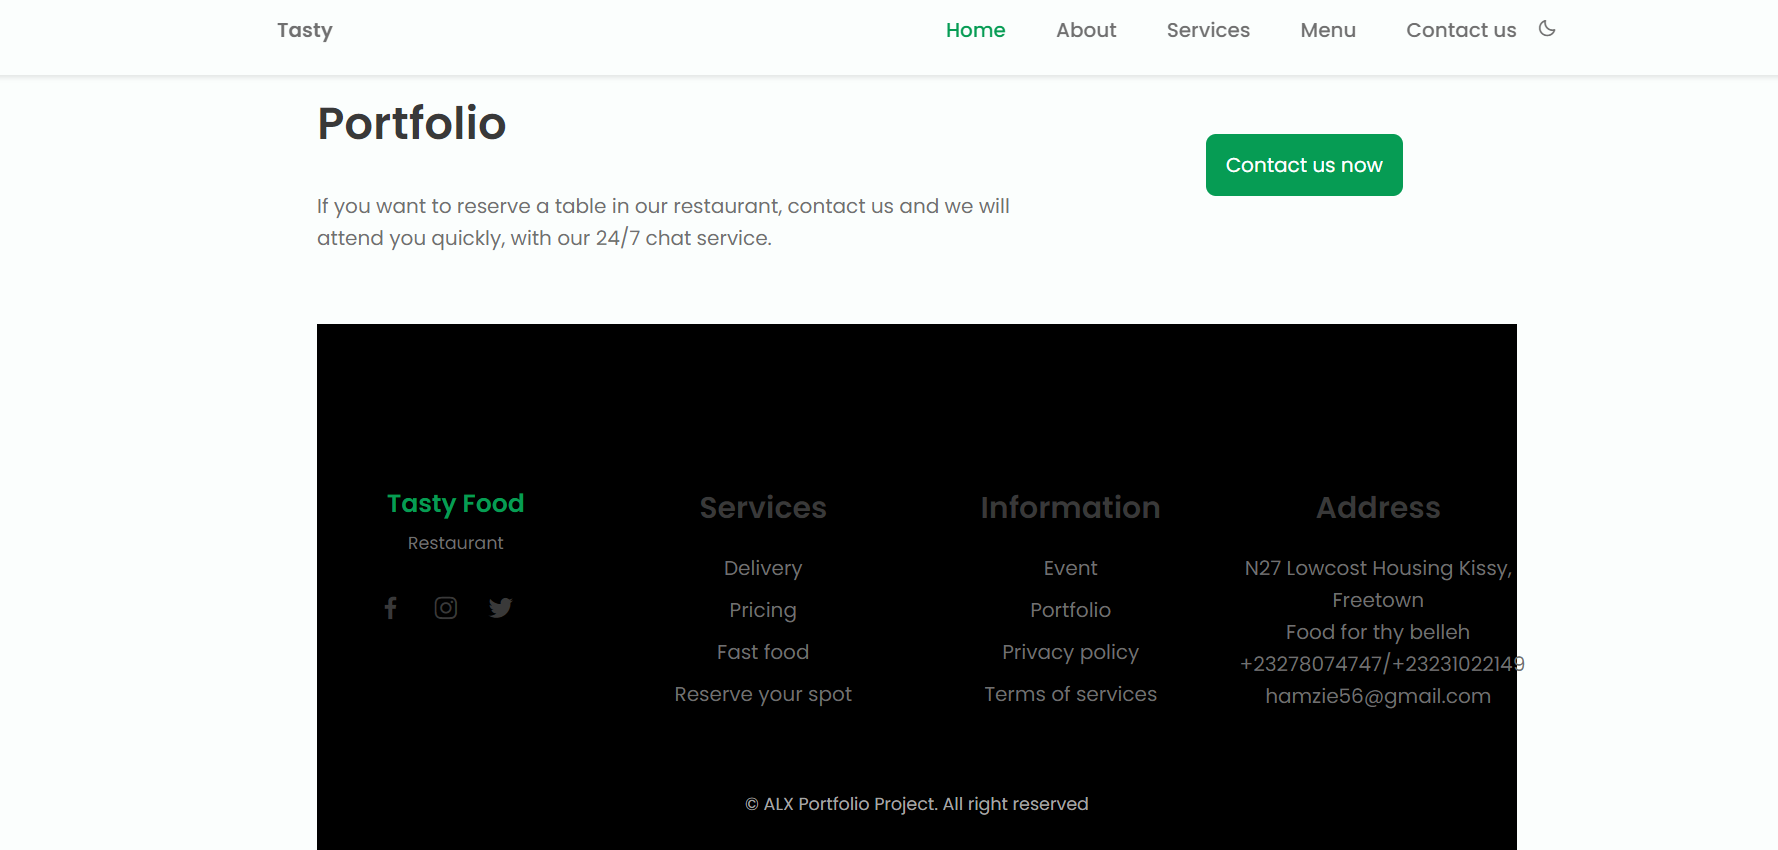 Tasty
Home
About
Services
Menu
Contact us
Portfolio
Contact us now
If you want to reserve a table in our restaurant, contact us and we will
attend you quickly, with our 24/7 chat service.
Tasty Food
Restaurant
Services
Delivery
Pricing
Fast food
Reserve your spot
Information
Event
Portfolio
Privacy policy
Terms of services
Address
N27 Lowcost Housing Kissy,
Freetown
Food for thy belleh
+23278074747/+23231022149
hamzie56@gmail.com
© ALX Portfolio Project. All right reserved